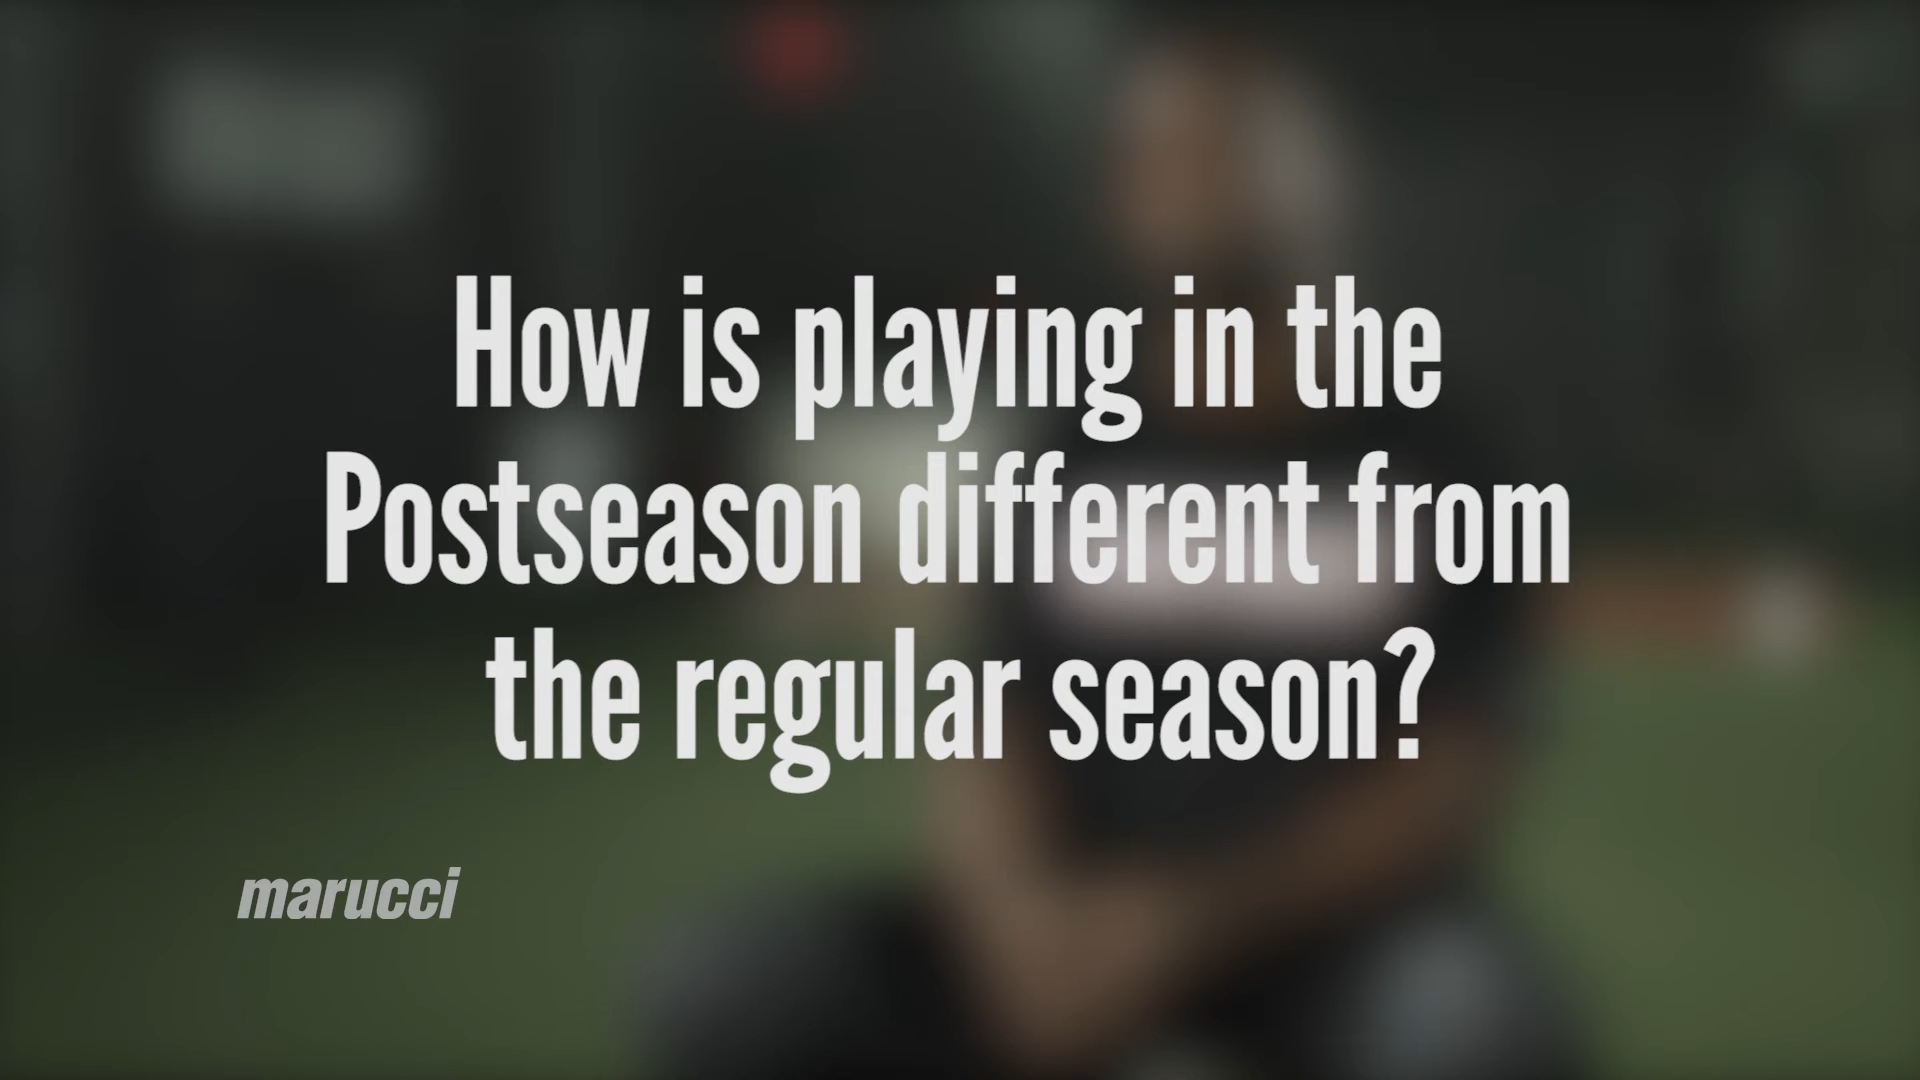 How is playing in the
Postseason different from
the regular season?
marucci